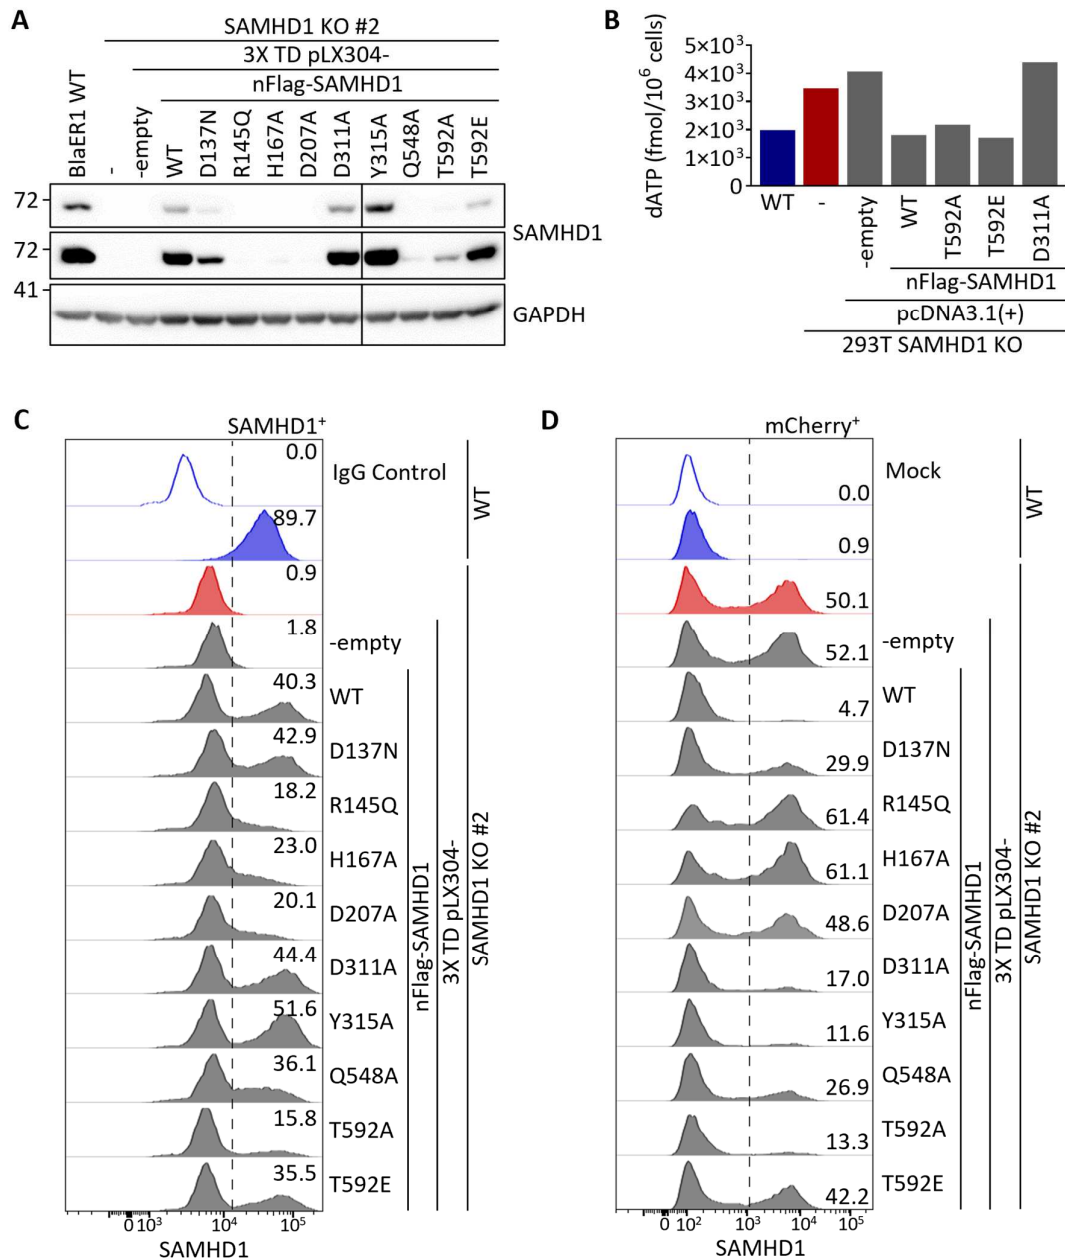 A
SAMHD1 KO #2
3X TD pLX304-
nFlag-SAMHD1
BlaER1 WT
-
-empty
WT
D137N
R145Q
H167A
D207A
D311A
Y315A
Q548A
T592A
T592E
72
72
SAMHD1
41
GAPDH
B
dATP (fmol/10⁶ cells)
5×10³
4×10³
3×10³
2×10³
1×10³
0
WT
-
-empty
WT
T592A
T592E
D311A
nFlag-SAMHD1
pcDNA3.1(+)
293T SAMHD1 KO
C
SAMHD1⁺
0.0
IgG Control
89.7
WT
0.9
1.8
-empty
40.3
WT
42.9
D137N
18.2
R145Q
23.0
H167A
20.1
D207A
44.4
D311A
51.6
Y315A
36.1
Q548A
15.8
T592A
35.5
T592E
nFlag-SAMHD1
3X TD pLX304-
SAMHD1 KO #2
0 10³ 10⁴ 10⁵
SAMHD1
D
mCherry⁺
Mock
0.0
0.9
WT
50.1
-empty
52.1
WT
4.7
D137N
29.9
R145Q
61.4
H167A
61.1
D207A
48.6
D311A
17.0
Y315A
11.6
Q548A
26.9
T592A
13.3
T592E
42.2
nFlag-SAMHD1
3X TD pLX304-
SAMHD1 KO #2
0 10² 10³ 10⁴ 10⁵
SAMHD1